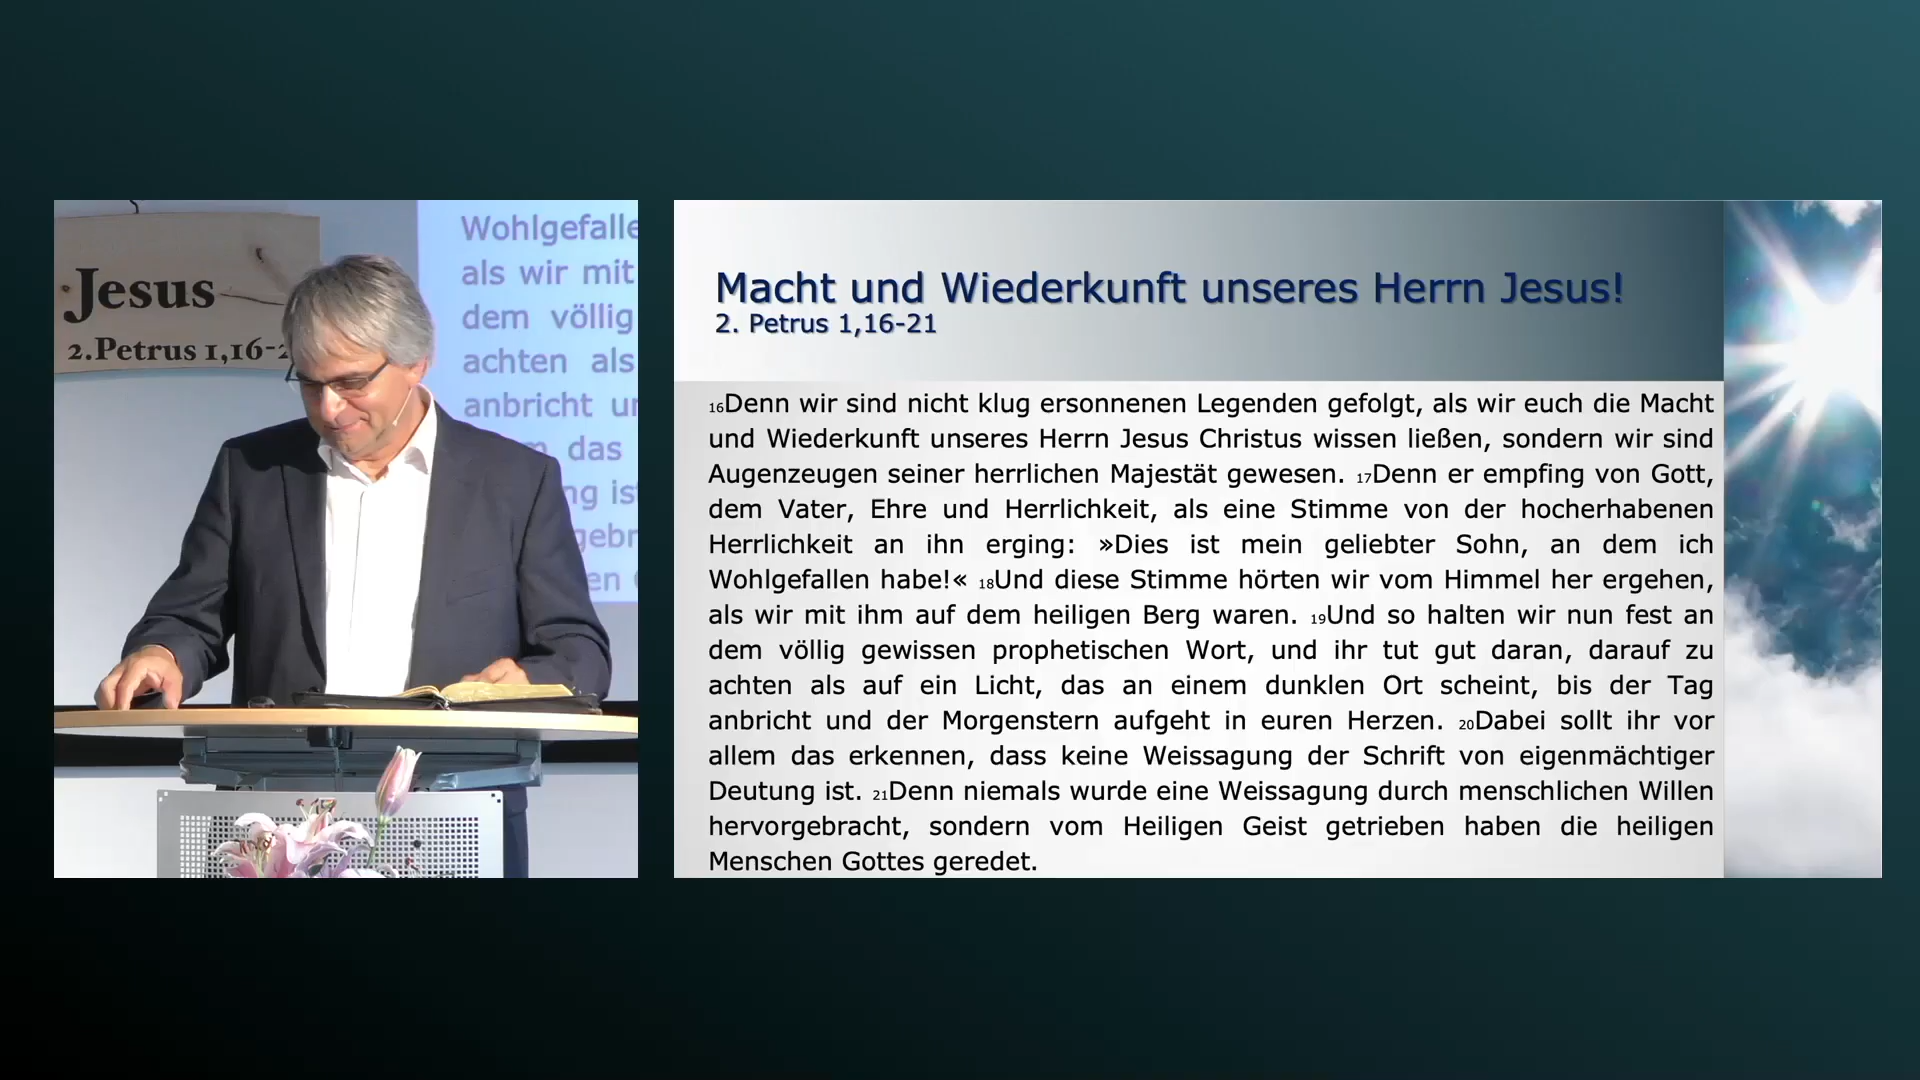 Jesus
2.Petrus 1,16-2
Wohlgefalle
als wir mit
dem völlig
achten als
anbricht un
das
ng ist
gebr
en
Macht und Wiederkunft unseres Herrn Jesus!
2. Petrus 1,16-21
16Denn wir sind nicht klug ersonnenen Legenden gefolgt, als wir euch die Macht
und Wiederkunft unseres Herrn Jesus Christus wissen ließen, sondern wir sind
Augenzeugen seiner herrlichen Majestät gewesen. 17Denn er empfing von Gott,
dem Vater, Ehre und Herrlichkeit, als eine Stimme von der hocherhabenen
Herrlichkeit an ihn erging: »Dies ist mein geliebter Sohn, an dem ich
Wohlgefallen habe!« 18Und diese Stimme hörten wir vom Himmel her ergehen,
als wir mit ihm auf dem heiligen Berg waren. 19Und so halten wir nun fest an
dem völlig gewissen prophetischen Wort, und ihr tut gut daran, darauf zu
achten als auf ein Licht, das an einem dunklen Ort scheint, bis der Tag
anbricht und der Morgenstern aufgeht in euren Herzen. 20Dabei sollt ihr vor
allem das erkennen, dass keine Weissagung der Schrift von eigenmächtiger
Deutung ist. 21Denn niemals wurde eine Weissagung durch menschlichen Willen
hervorgebracht, sondern vom Heiligen Geist getrieben haben die heiligen
Menschen Gottes geredet.